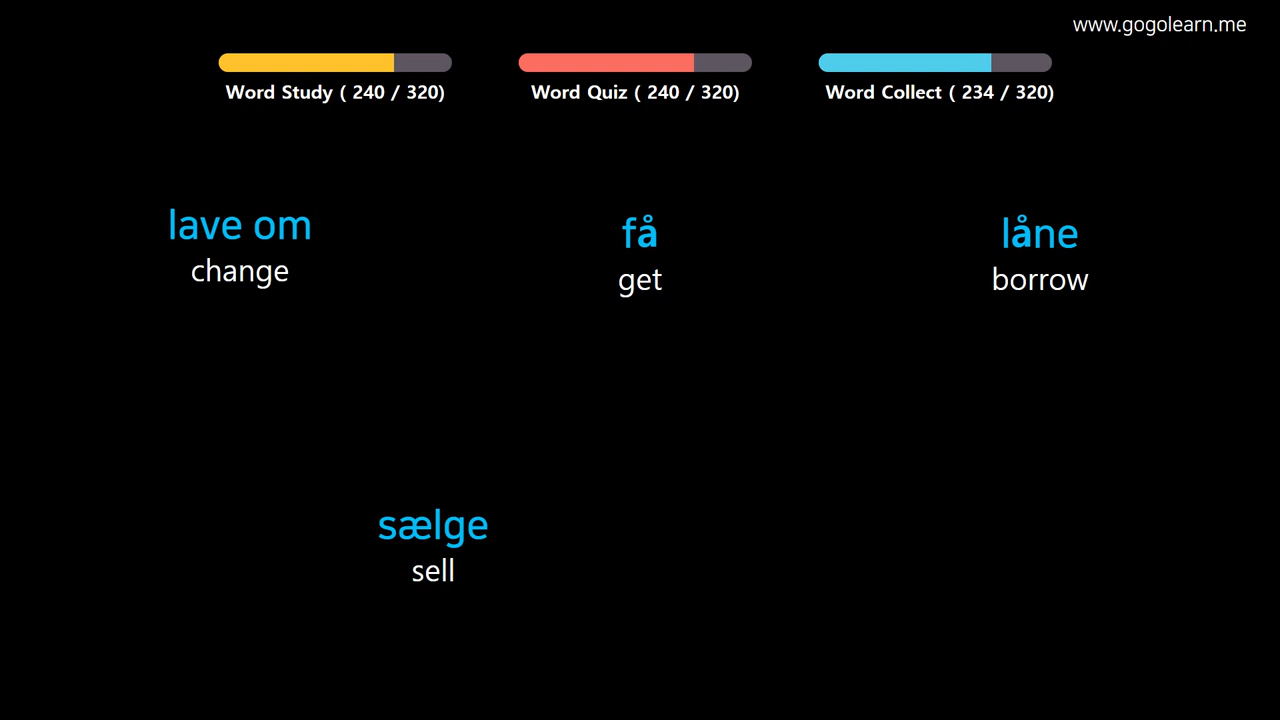 www.gogolearn.me
Word Study ( 240 / 320)
Word Quiz ( 240 / 320)
Word Collect ( 234 / 320)
lave om
change
få
get
låne
borrow
sælge
sell